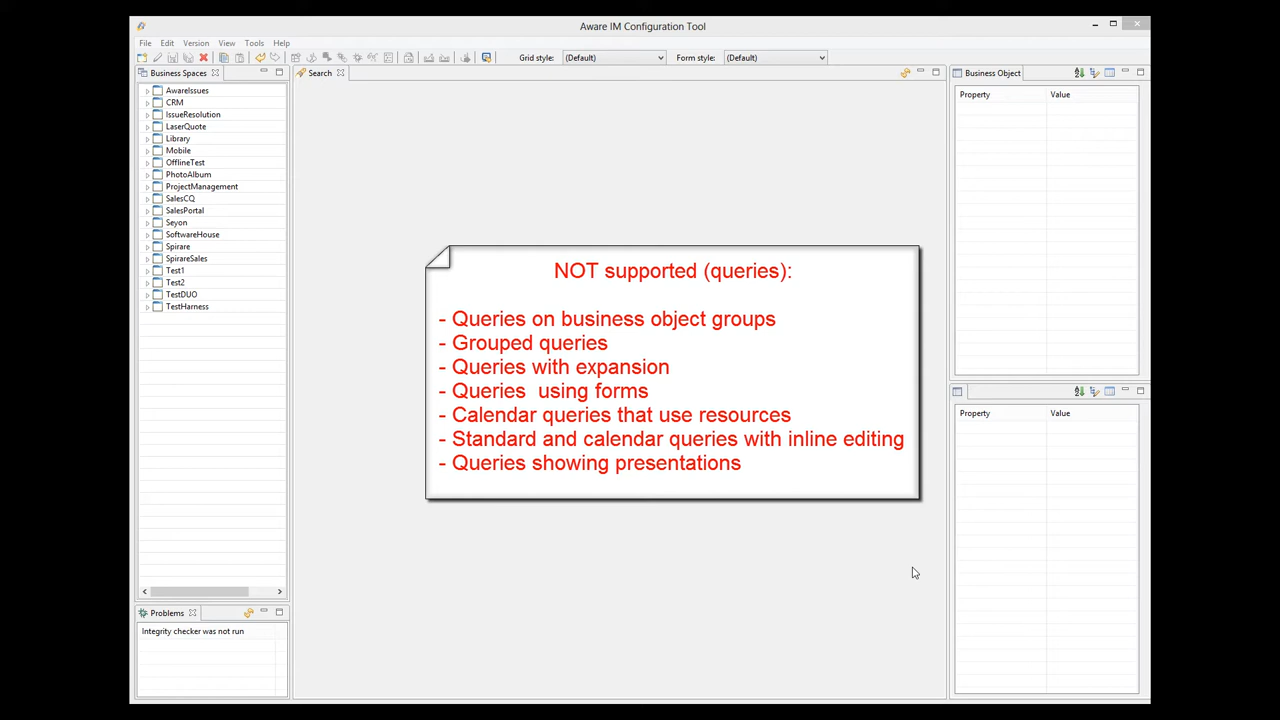 Aware IM Configuration Tool
File Edit Version View Tools Help
Grid style: (Default) Form style: (Default)
Business Spaces
Search
Business Object
AwareIssues
CRM
IssueResolution
LaserQuote
Library
Mobile
OfflineTest
PhotoAlbum
ProjectManagement
SalesCQ
SalesPortal
Seyon
SoftwareHouse
Spirare
SpirareSales
Test1
Test2
TestDUO
TestHarness
NOT supported (queries):
- Queries on business object groups
- Grouped queries
- Queries with expansion
- Queries using forms
- Calendar queries that use resources
- Standard and calendar queries with inline editing
- Queries showing presentations
Property Value
Property Value
Problems
Integrity checker was not run